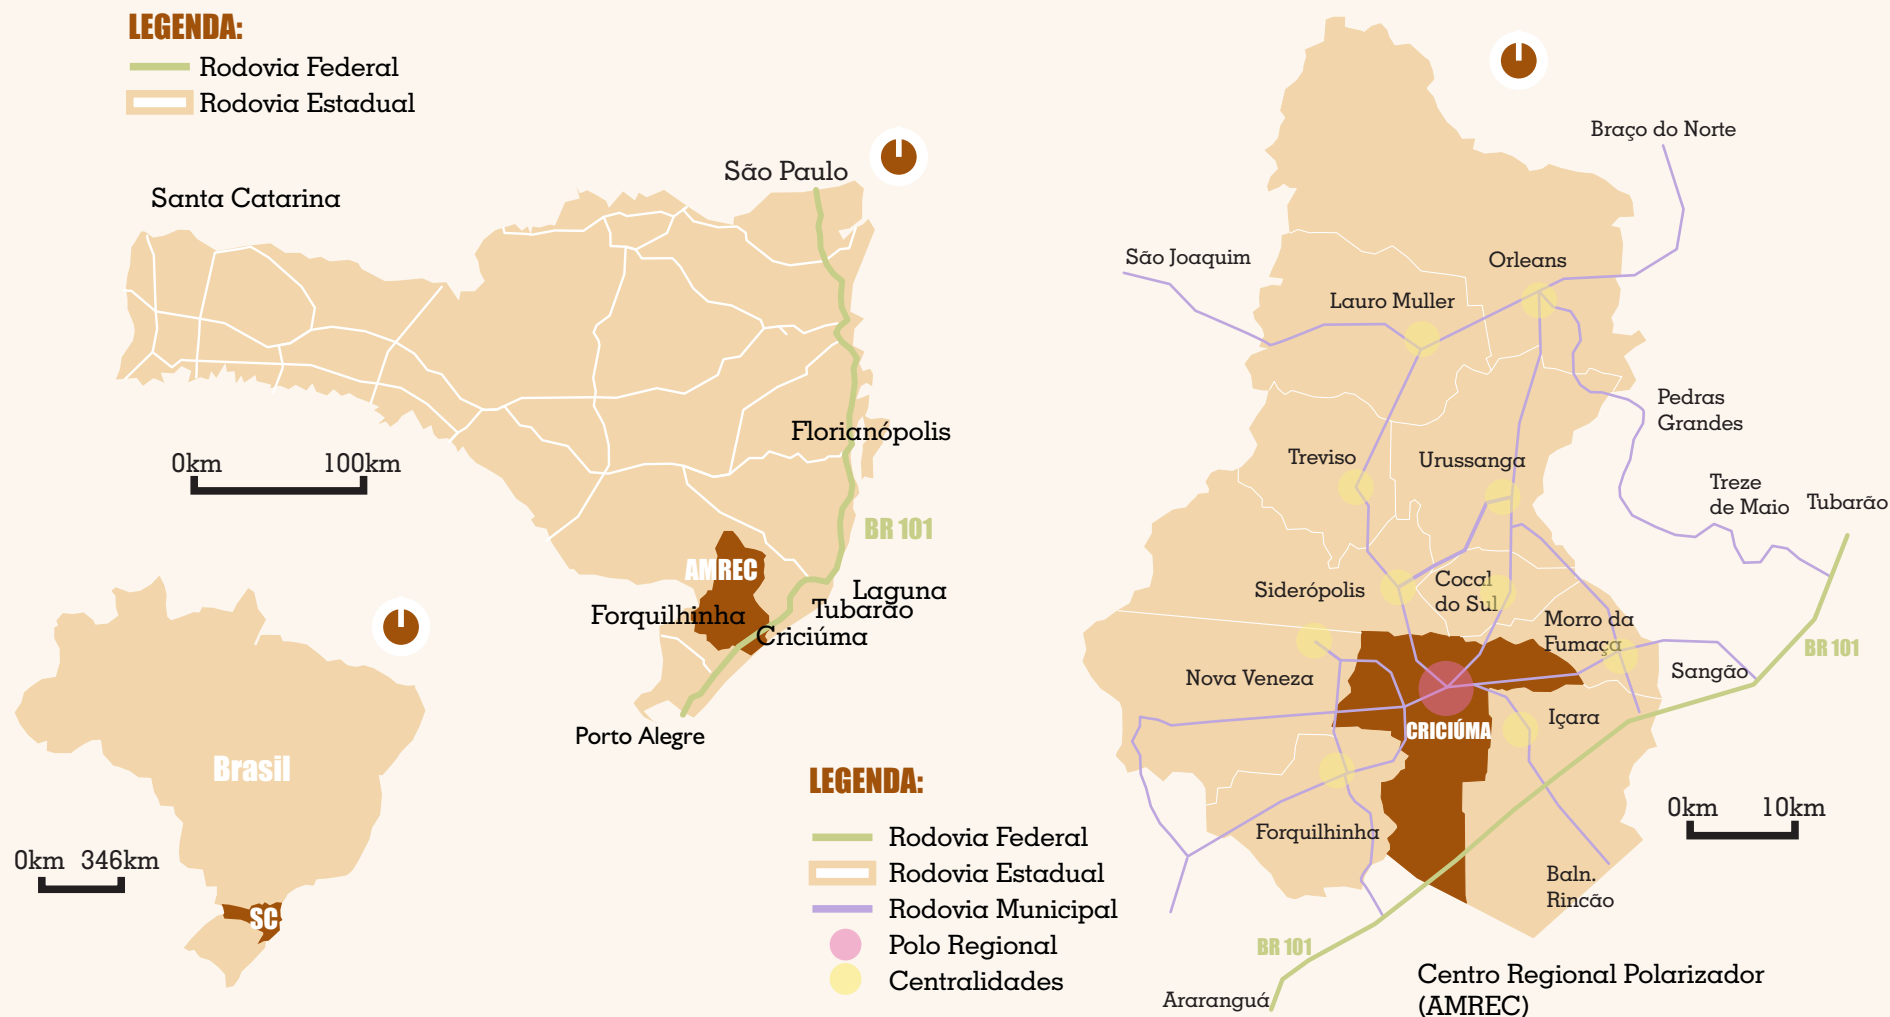 LEGENDA:
Rodovia Federal
Rodovia Estadual
Santa Catarina
São Paulo
Florianópolis
0km
100km
BR 101
AMREC
Laguna
Tubarão
Forquilhinha
Criciúma
Porto Alegre
Brasil
0km
346km
SC
LEGENDA:
Rodovia Federal
Rodovia Estadual
Rodovia Municipal
Polo Regional
Centralidades
Braço do Norte
São Joaquim
Orleans
Lauro Muller
Pedras
Grandes
Treviso
Urussanga
Treze
de Maio
Tubarão
Siderópolis
Cocal
do Sul
Morro da
Fumaça
BR 101
Sangão
Nova Veneza
Içara
CRICIÚMA
0km
10km
Forquilhinha
Baln.
Rincão
BR 101
Araranguá
Centro Regional Polarizador
(AMREC)